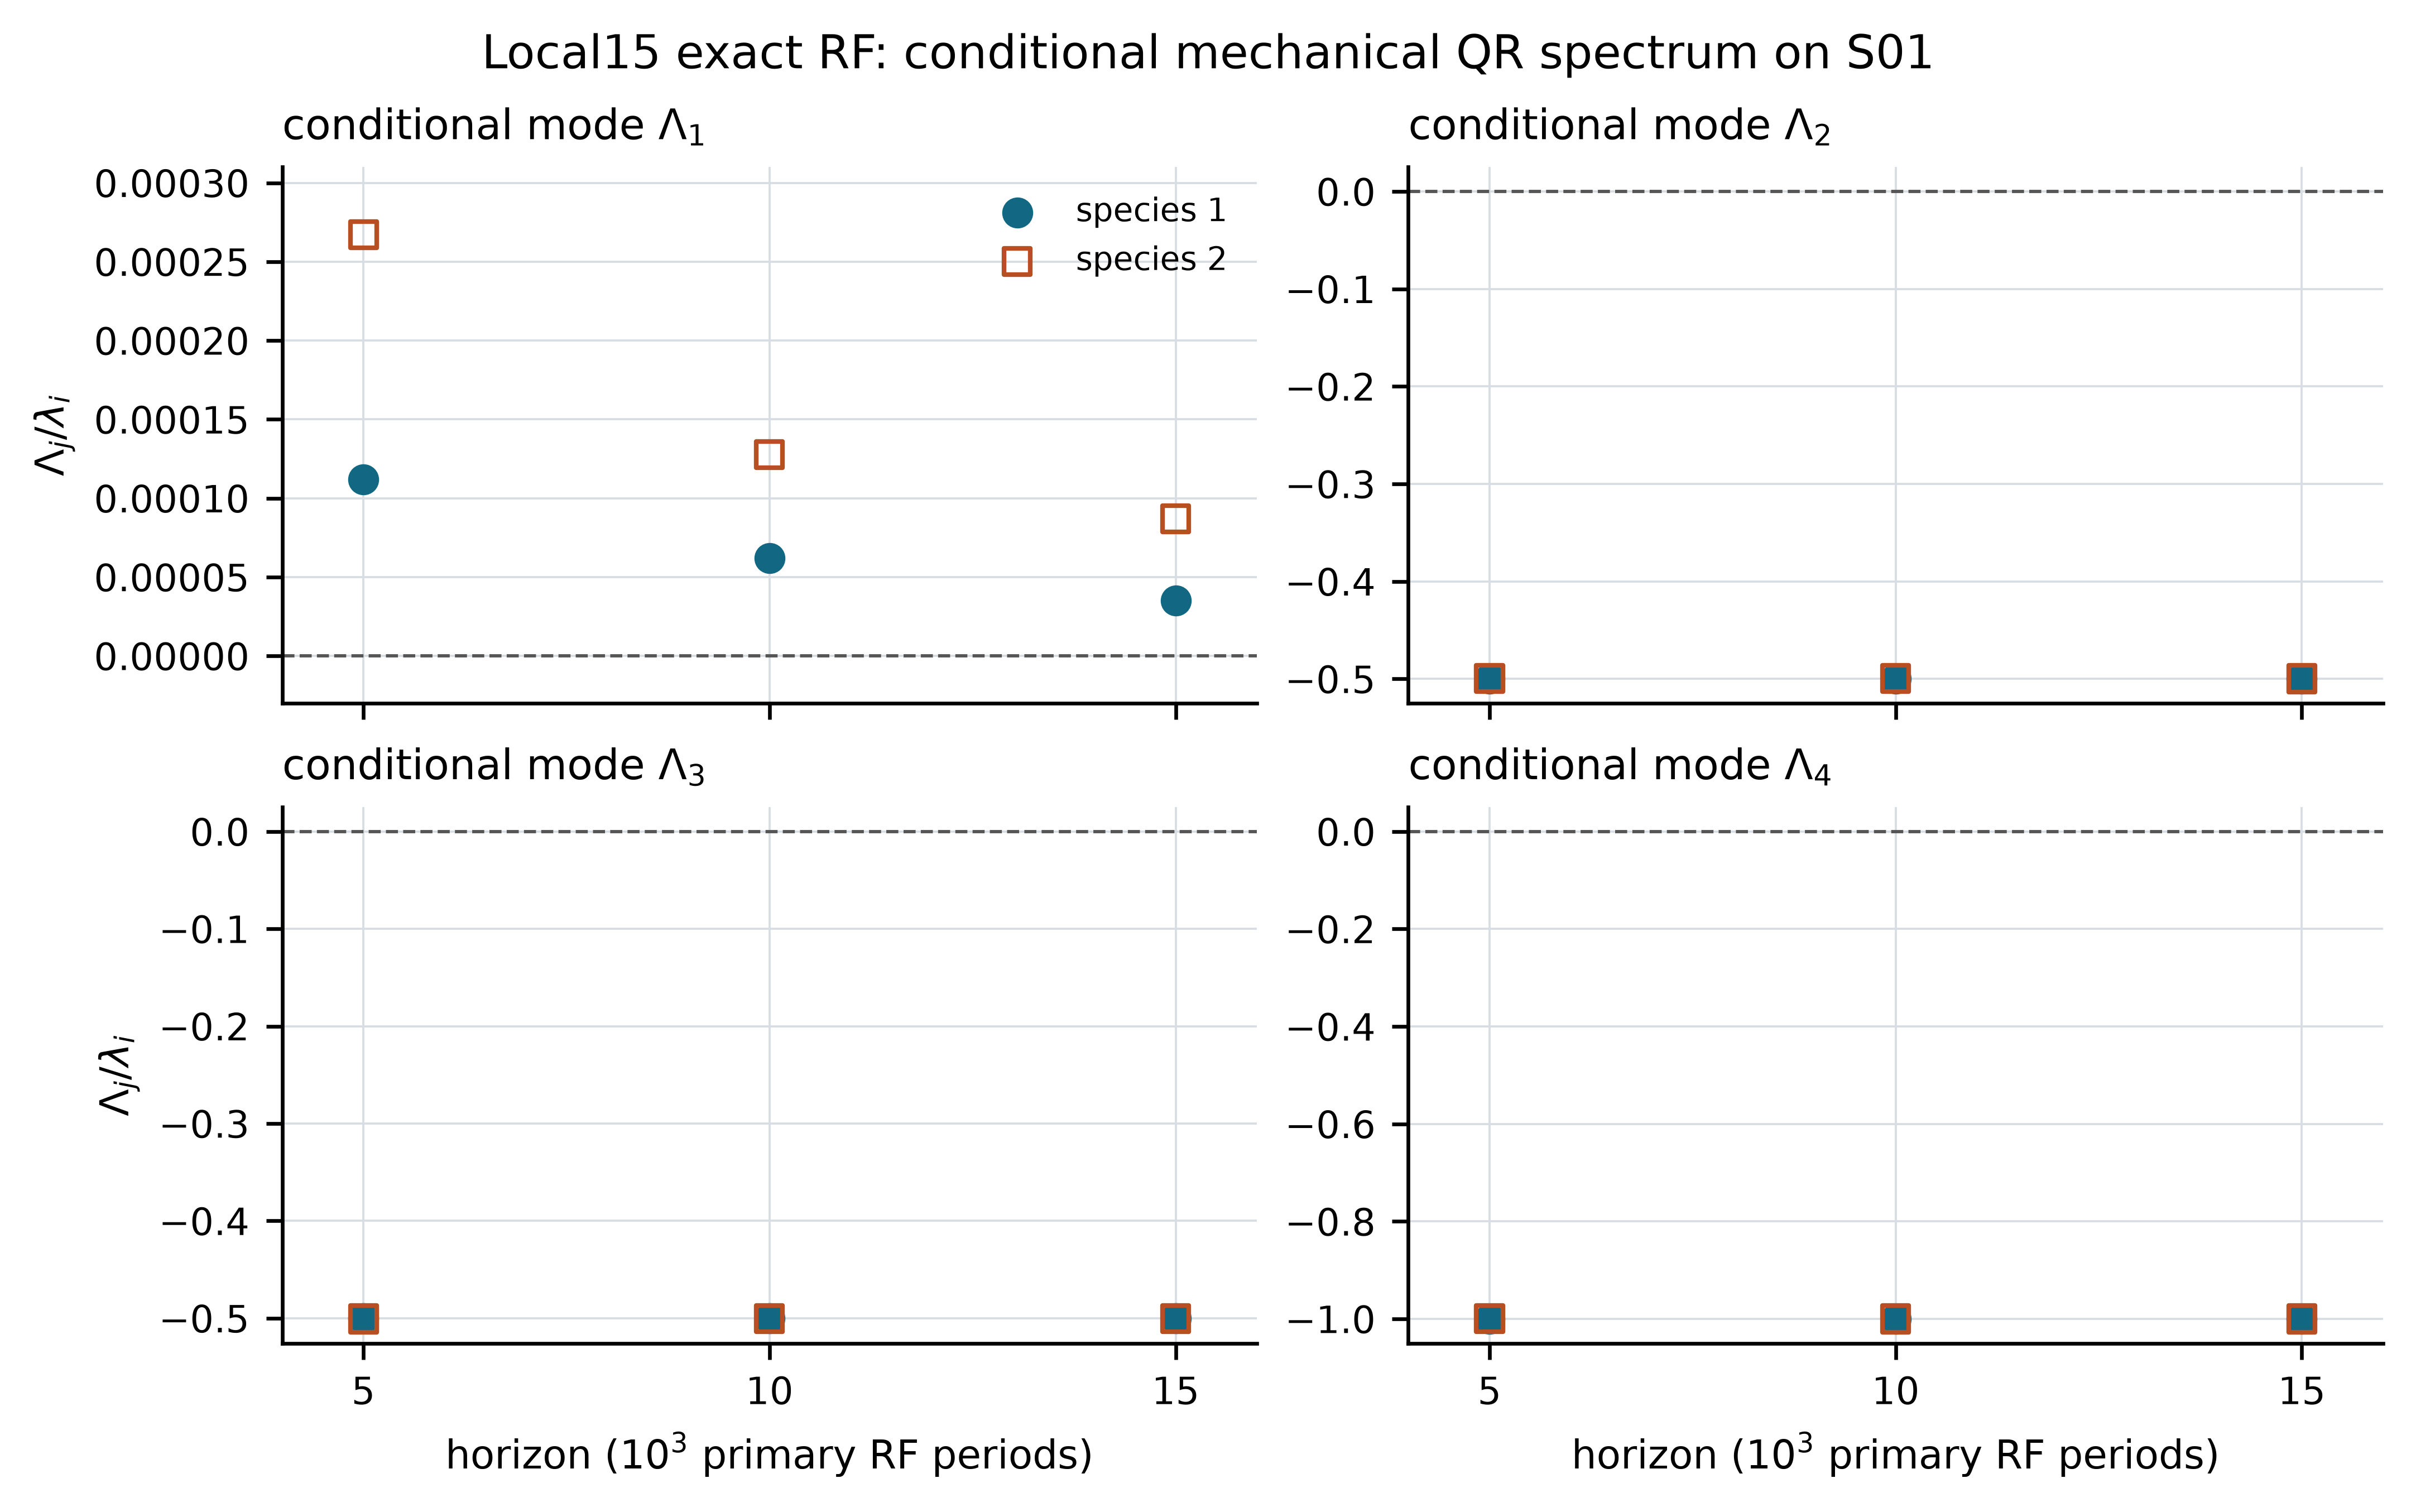 Local15 exact RF: conditional mechanical QR spectrum on S01
conditional mode Λ₁
Λⱼ/λᵢ
0.00030
0.00025
0.00020
0.00015
0.00010
0.00005
0.00000
species 1
species 2
conditional mode Λ₂
0.0
−0.1
−0.2
−0.3
−0.4
−0.5
conditional mode Λ₃
Λⱼ/λᵢ
0.0
−0.1
−0.2
−0.3
−0.4
−0.5
5 10 15
horizon (10³ primary RF periods)
conditional mode Λ₄
0.0
−0.2
−0.4
−0.6
−0.8
−1.0
5 10 15
horizon (10³ primary RF periods)